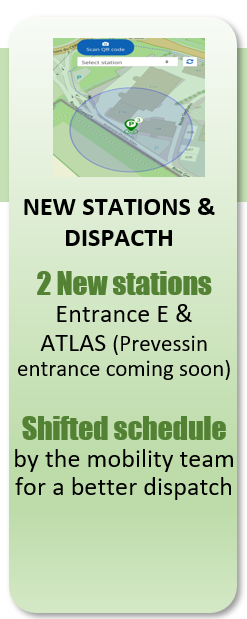 Scan QR code
Select station
NEW STATIONS &
DISPACTH
2 New stations
Entrance E &
ATLAS (Prevessin
entrance coming soon)
Shifted schedule
by the mobility team
for a better dispatch